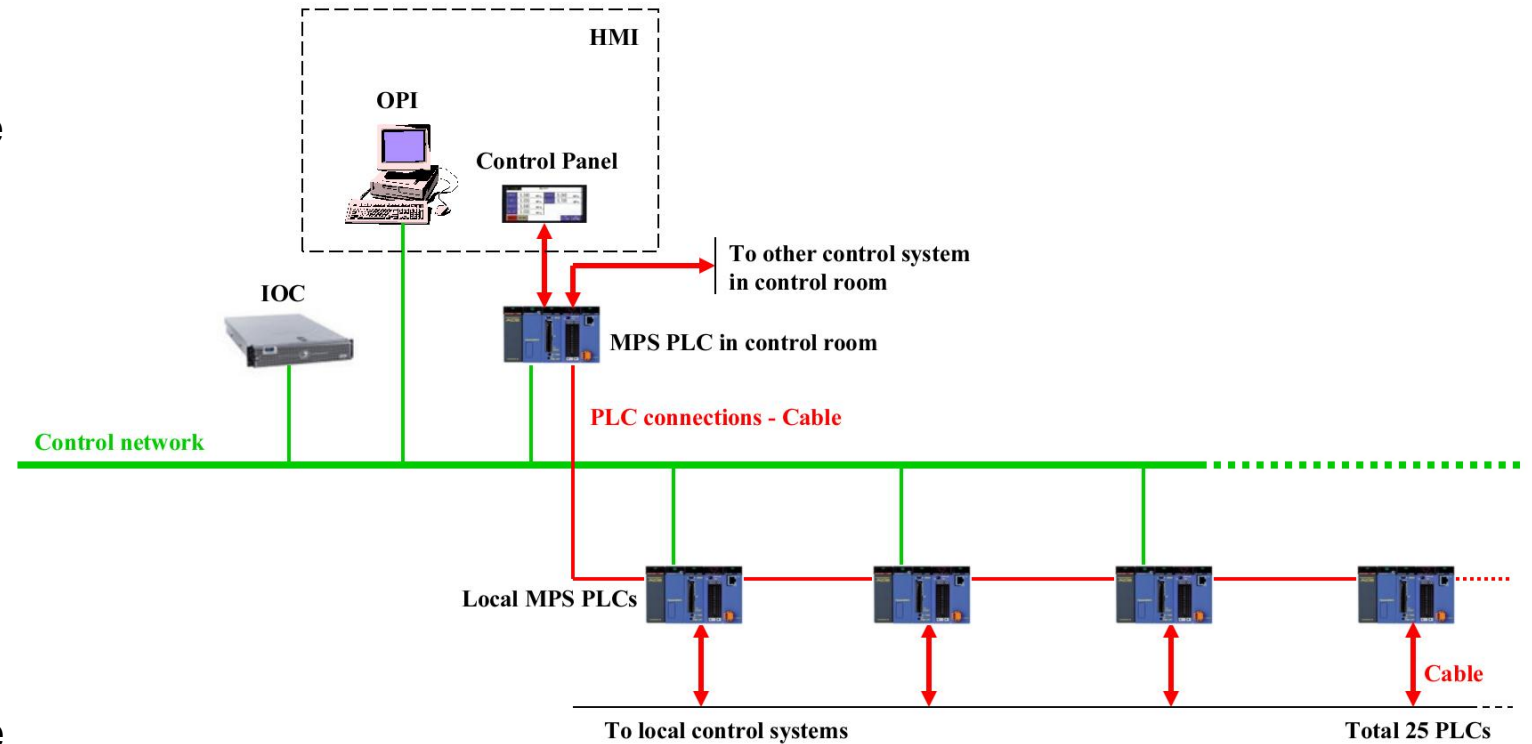 HMI
OPI
e
Control Panel
To other control system
in control room
IOC
MPS PLC in control room
PLC connections - Cable
Control network
Local MPS PLCs
Cable
e
To local control systems
Total 25 PLCs